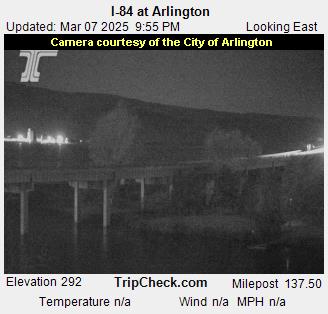 I-84 at Arlington
Updated: Mar 07 2025 9:55 PM Looking East
Camera courtesy of the City of Arlington
Elevation 292 TripCheck.com Milepost 137.50
Temperature n/a Wind n/a MPH n/a